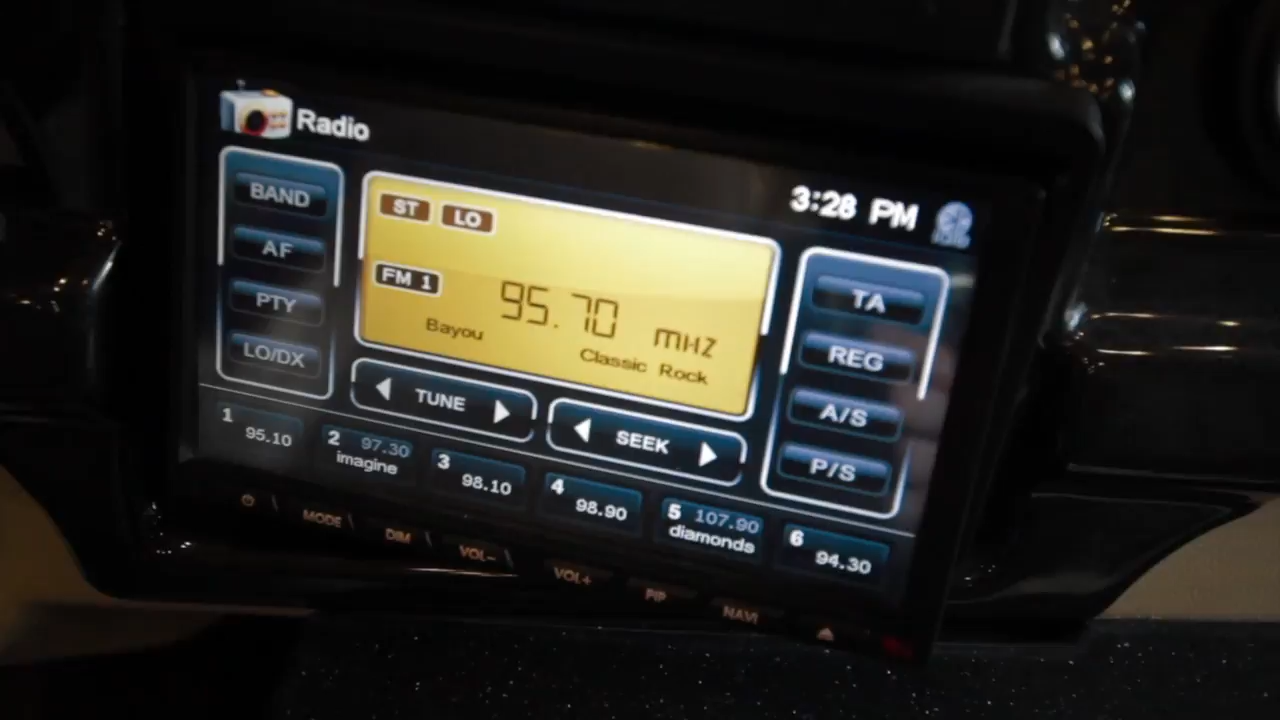 Radio
3:28 PM
BAND
AF
PTY
LO/DX
ST LO
FM 1
95.70 MHZ
Bayou
Classic Rock
TA
REG
A/S
P/S
TUNE
SEEK
1 95.10
2 97.30
imagine
3 98.10
4 98.90
5 107.90
diamonds
6 94.30
MODE DIM VOL- VOL+ PIP NAVI